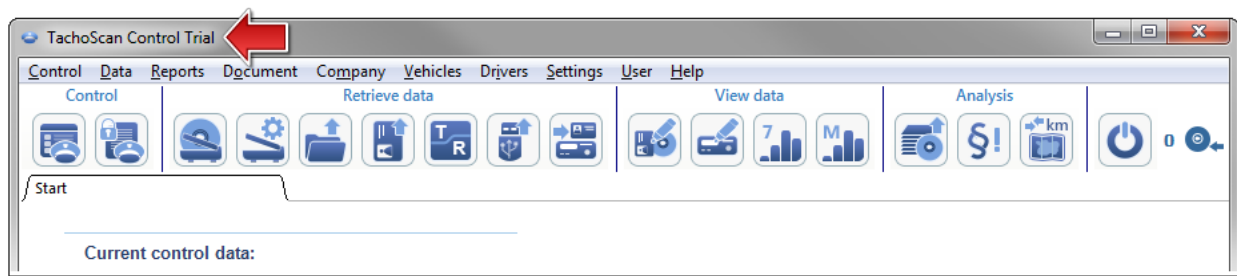 TachoScan Control Trial
Control Data Reports Document Company Vehicles Drivers Settings User Help
Control Retrieve data View data Analysis
T R 7 M §! km 0
Start
Current control data: